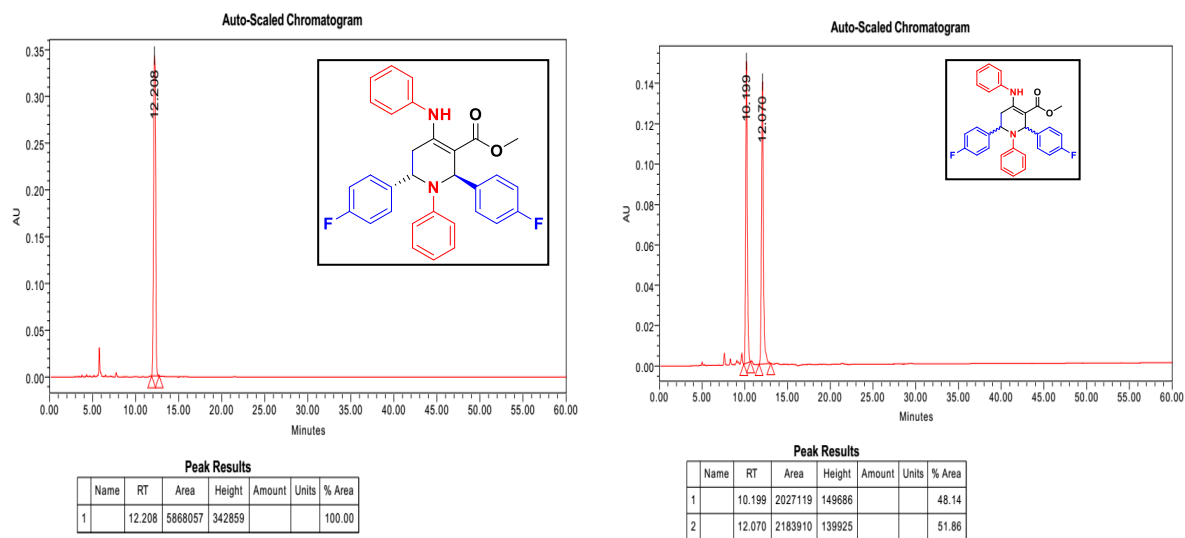 Auto-Scaled Chromatogram
0.35
0.30
0.25
0.20
0.15
0.10
0.05
0.00
AU
12.208
NH
O
O
N
F
F
0.00 5.00 10.00 15.00 20.00 25.00 30.00 35.00 40.00 45.00 50.00 55.00 60.00
Minutes
Peak Results
Name RT Area Height Amount Units % Area
1 12.208 5868057 342859 100.00
Auto-Scaled Chromatogram
0.14
0.12
0.10
0.08
0.06
0.04
0.02
0.00
AU
10.199
12.070
NH
O
O
N
F
F
0.00 5.00 10.00 15.00 20.00 25.00 30.00 35.00 40.00 45.00 50.00 55.00 60.00
Minutes
Peak Results
Name RT Area Height Amount Units % Area
1 10.199 2027119 149686 48.14
2 12.070 2183910 139925 51.86